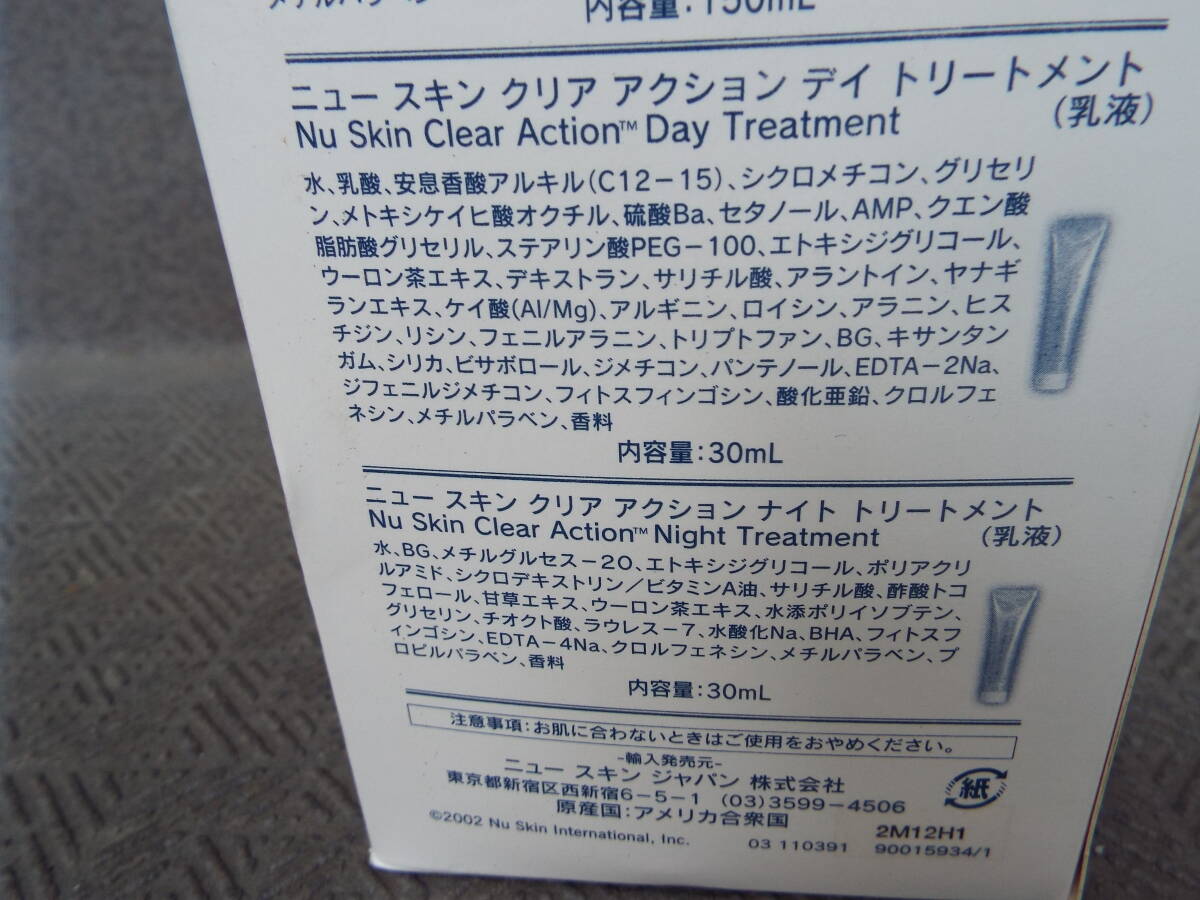 内容量：150mL
ニュー スキン クリア アクション デイ トリートメント
Nu Skin Clear Action™ Day Treatment
（乳液）
水、乳酸、安息香酸アルキル（C12－15）、シクロメチコン、グリセリ
ン、メトキシケイヒ酸オクチル、硫酸Ba、セタノール、AMP、クエン酸
脂肪酸グリセリル、ステアリン酸PEG－100、エトキシジグリコール、
ウーロン茶エキス、デキストラン、サリチル酸、アラントイン、ヤナギ
ランエキス、ケイ酸(Al/Mg)、アルギニン、ロイシン、アラニン、ヒス
チジン、リシン、フェニルアラニン、トリプトファン、BG、キサンタン
ガム、シリカ、ビサボロール、ジメチコン、パンテノール、EDTA－2Na、
ジフェニルジメチコン、フィトスフィンゴシン、酸化亜鉛、クロルフェ
ネシン、メチルパラベン、香料
内容量：30mL
ニュー スキン クリア アクション ナイト トリートメント
Nu Skin Clear Action™ Night Treatment
（乳液）
水、BG、メチルグルセス－20、エトキシジグリコール、ポリアクリ
ルアミド、シクロデキストリン／ビタミンA油、サリチル酸、酢酸トコ
フェロール、甘草エキス、ウーロン茶エキス、水添ポリイソブテン、
グリセリン、チオクト酸、ラウレス－7、水酸化Na、BHA、フィトスフ
ィンゴシン、EDTA－4Na、クロルフェネシン、メチルパラベン、プ
ロピルパラベン、香料
内容量：30mL
注意事項：お肌に合わないときはご使用をおやめください。
-輸入発売元-
ニュー スキン ジャパン 株式会社
東京都新宿区西新宿6－5－1 (03)3599－4506
原産国：アメリカ合衆国
紙
©2002 Nu Skin International, Inc.
2M12H1
03 110391 90015934/1